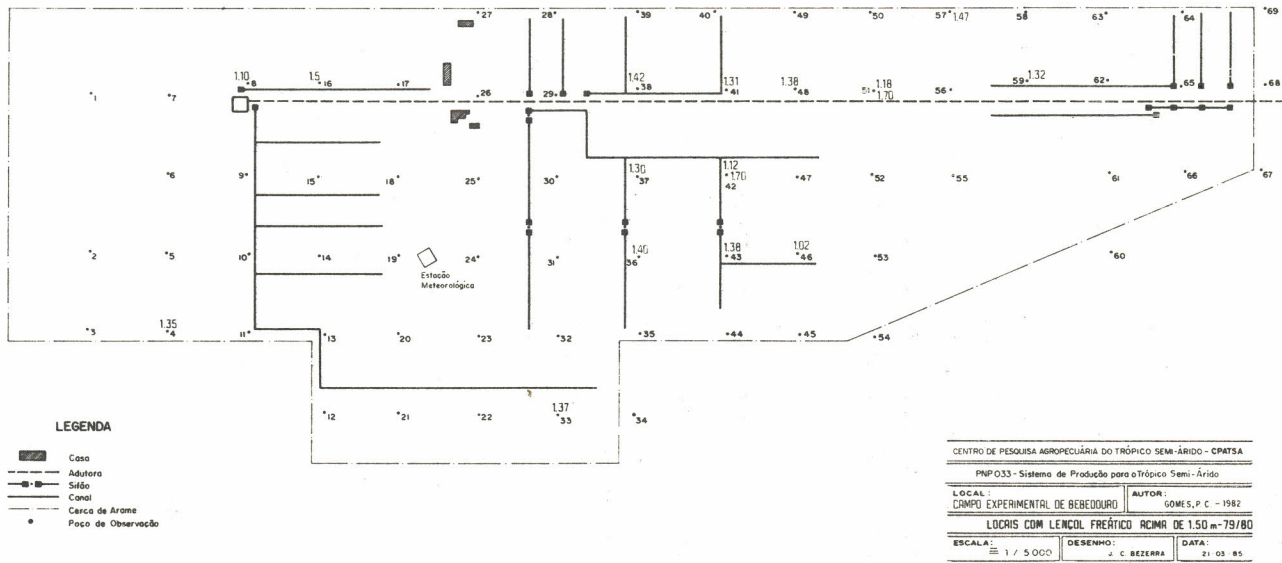 27 28 39 40 49 50 57 1.47 58 63 64 69
1.10 8 1.5 16 17 26 29 1.42 38 1.31 41 1.38 48 51 1.18 1.70 56 59 1.32 62 65 68
1 7
6 9 15 18 25 30 1.30 37 1.12 1.70 42 47 52 55 61 66 67
2 5 10 14 19 24 31 1.40 36 1.38 43 1.02 46 53 60
Estação
Meteorológica
3 1.35 4 11 13 20 23 32 35 44 45 54
12 21 22 1.37 33 34
LEGENDA
Casa
Adutora
Sifão
Canal
Cerca de Arame
Poço de Observação
CENTRO DE PESQUISA AGROPECUÁRIA DO TRÓPICO SEMI-ÁRIDO - CPATSA
PNP 033 - Sistema de Produção para o Trópico Semi-Árido
LOCAL:
CAMPO EXPERIMENTAL DE BEBEDOURO
AUTOR:
GOMES, P. C. - 1982
LOCAIS COM LENÇOL FREÁTICO ACIMA DE 1.50 m - 79/80
ESCALA:
1 / 5000
DESENHO:
J. C. BEZERRA
DATA:
21·03·85